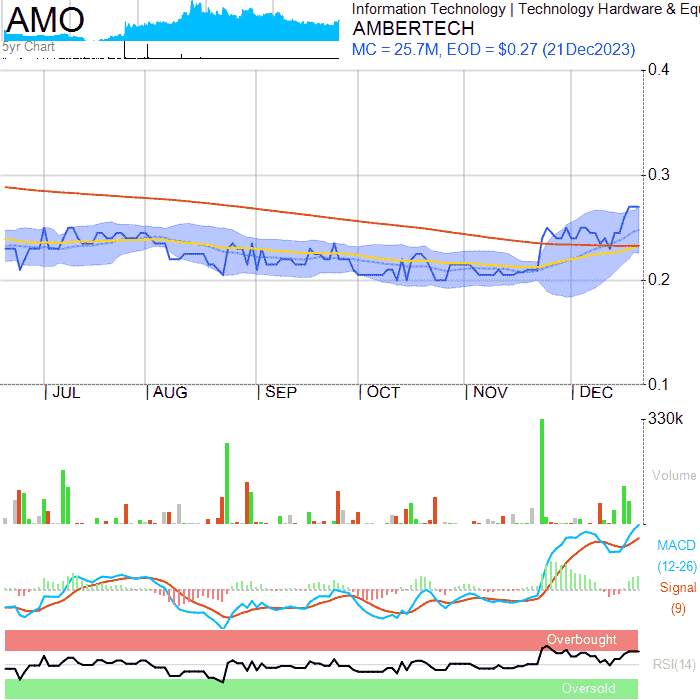 AMO
Information Technology | Technology Hardware & Equ
AMBERTECH
5yr Chart
MC = 25.7M, EOD = $0.27 (21Dec2023)
0.4
0.3
0.2
0.1
JUL AUG SEP OCT NOV DEC
330k
Volume
MACD
(12-26)
Signal
(9)
Overbought
RSI(14)
Oversold